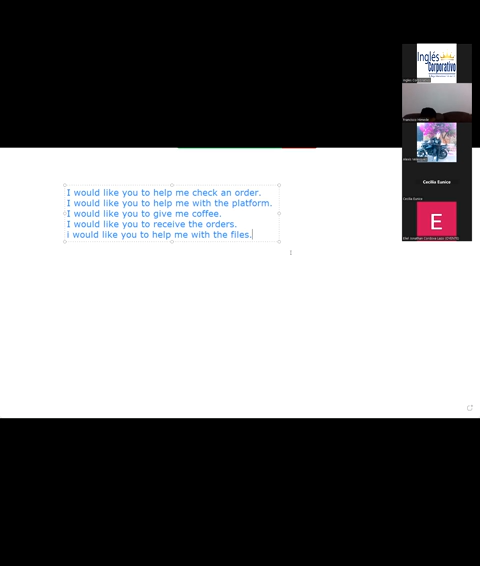 I would like you to help me check an order.
I would like you to help me with the platform.
I would like you to give me coffee.
I would like you to receive the orders.
i would like you to help me with the files.
Inglés
Corporativo
Cecilia Eunice
Cecilia Eunice
E